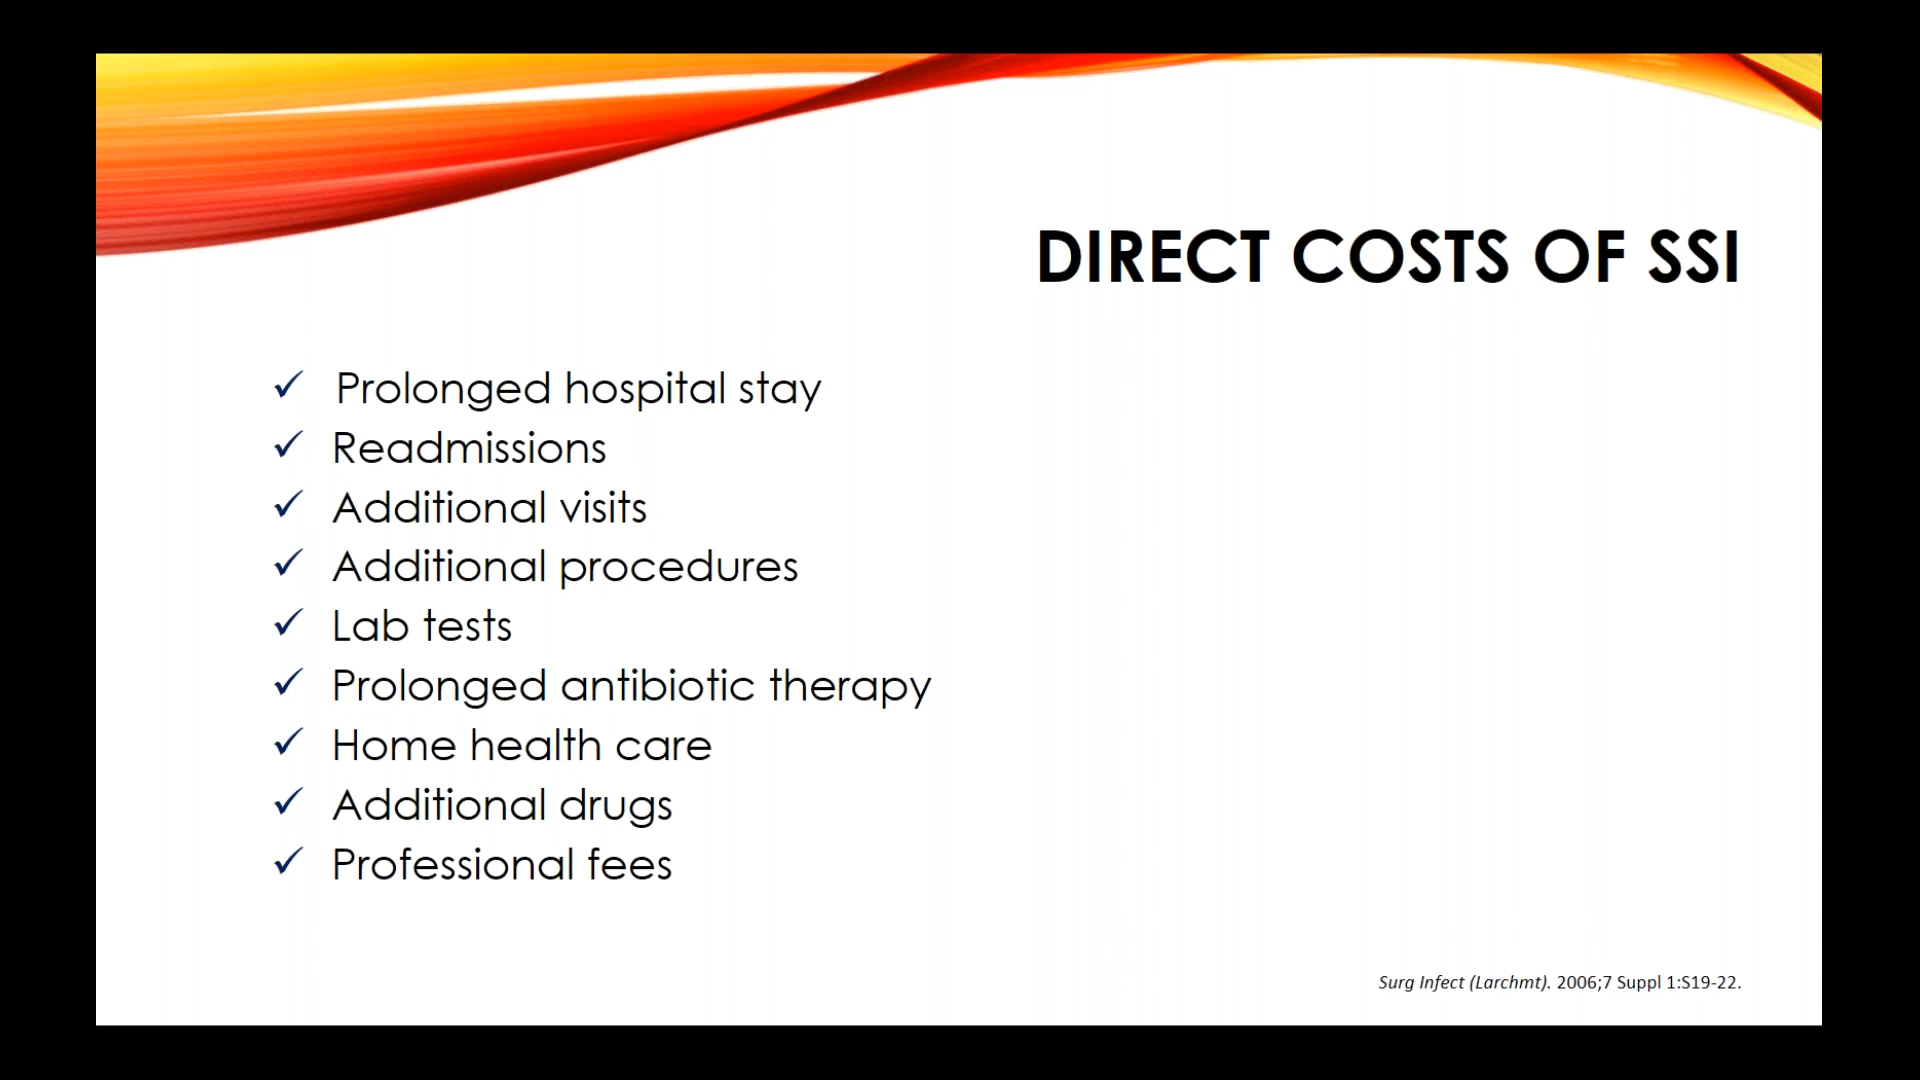 DIRECT COSTS OF SSI
✓ Prolonged hospital stay
✓ Readmissions
✓ Additional visits
✓ Additional procedures
✓ Lab tests
✓ Prolonged antibiotic therapy
✓ Home health care
✓ Additional drugs
✓ Professional fees
Surg Infect (Larchmt). 2006;7 Suppl 1:S19-22.